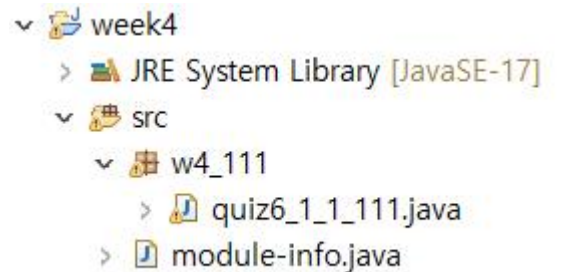 week4
JRE System Library [JavaSE-17]
src
w4_111
quiz6_1_1_111.java
module-info.java